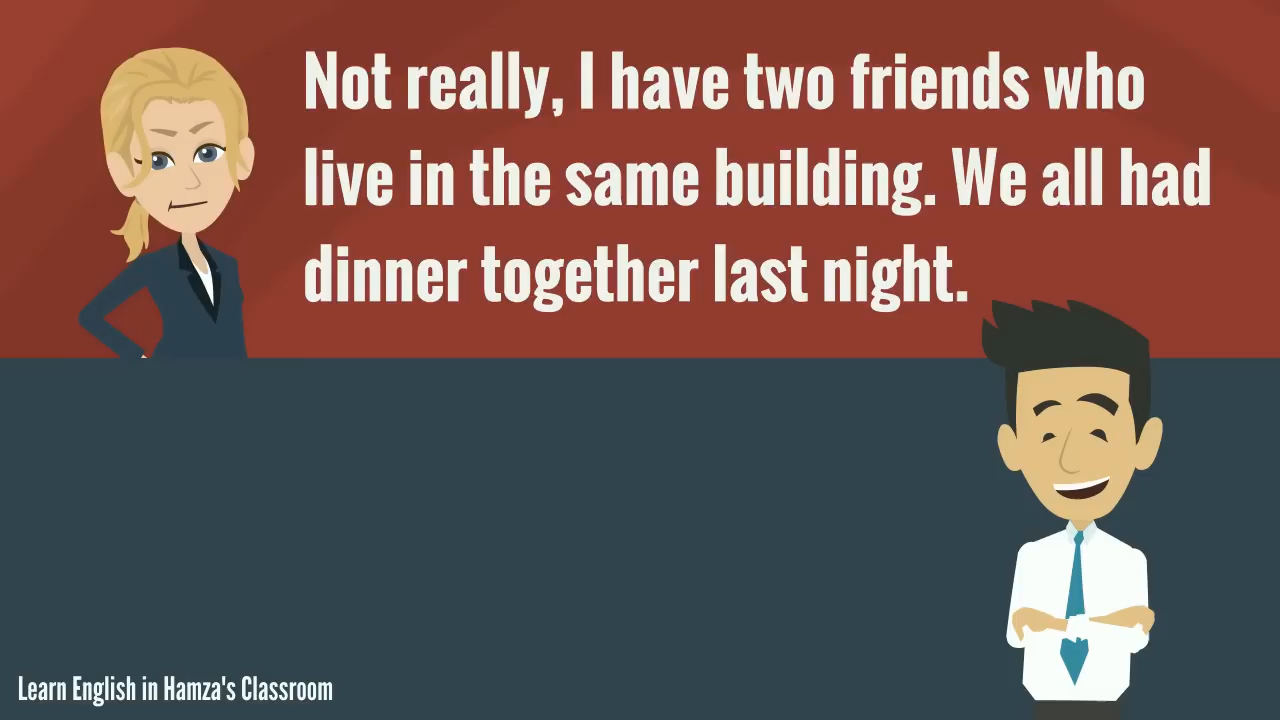 Not really, I have two friends who
live in the same building. We all had
dinner together last night.
Learn English in Hamza's Classroom